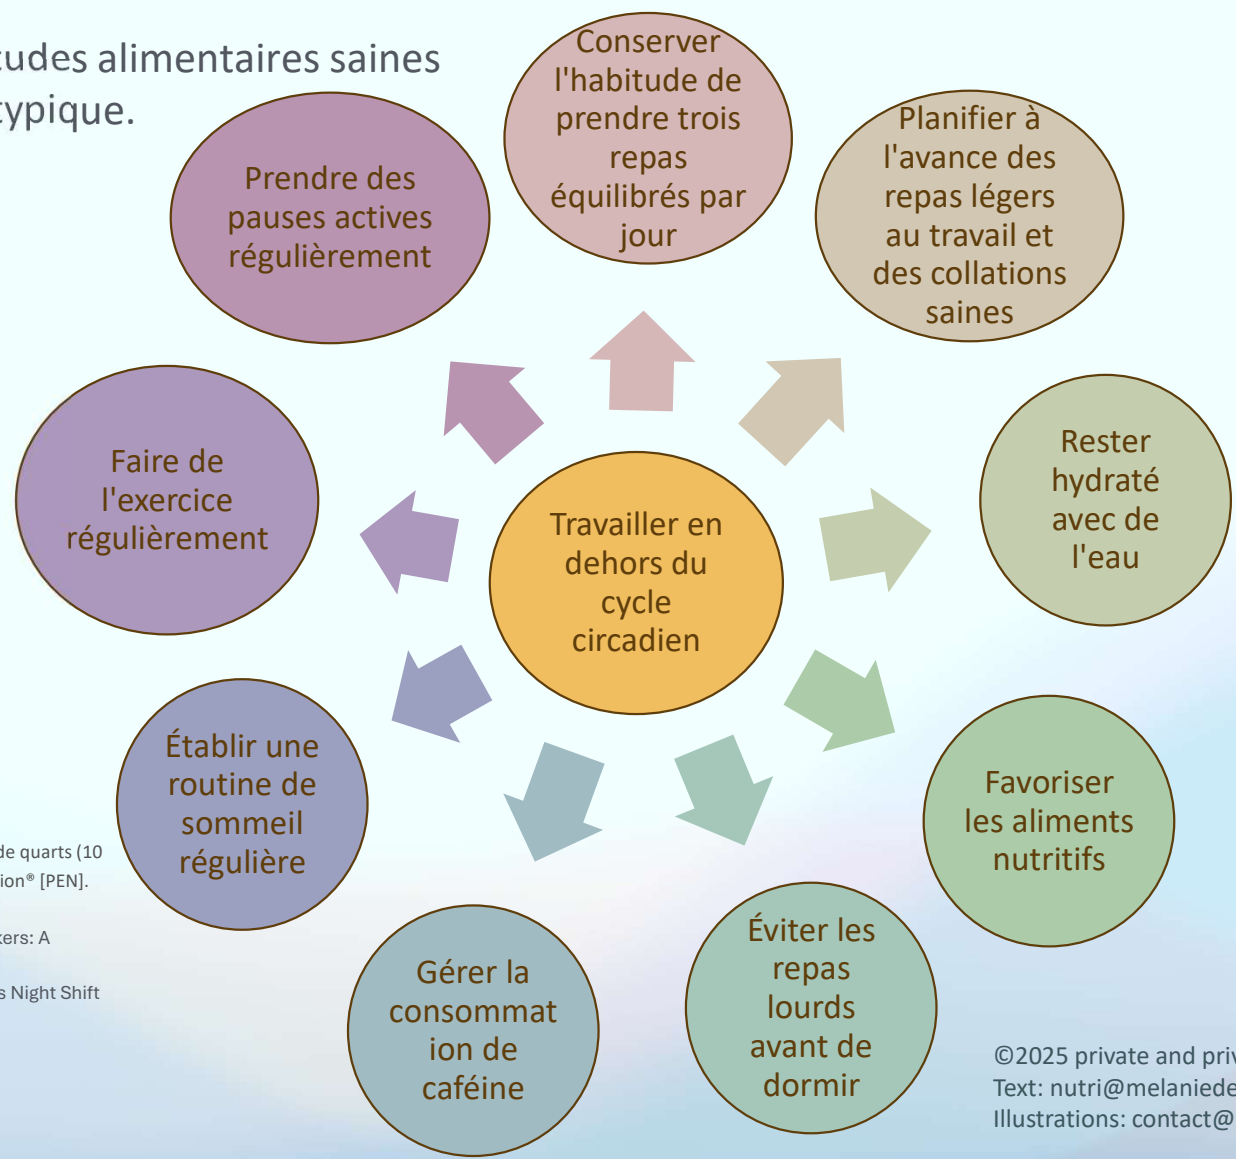 tudes alimentaires saines
typique.
Conserver
l'habitude de
prendre trois
repas
équilibrés par
jour
Planifier à
l'avance des
repas légers
au travail et
des collations
saines
Rester
hydraté
avec de
l'eau
Favoriser
les aliments
nutritifs
Éviter les
repas
lourds
avant de
dormir
Gérer la
consommat
ion de
caféine
Établir une
routine de
sommeil
régulière
Faire de
l'exercice
régulièrement
Prendre des
pauses actives
régulièrement
Travailler en
dehors du
cycle
circadien
de quarts (10
ion® [PEN].
kers: A
s Night Shift
©2025 private and priv
Text: nutri@melaniede
Illustrations: contact@